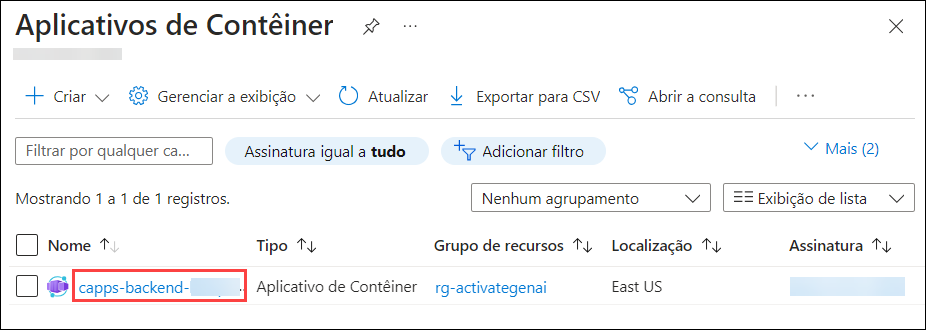 Aplicativos de Contêiner
Criar Gerenciar a exibição Atualizar Exportar para CSV Abrir a consulta
Filtrar por qualquer ca... Assinatura igual a tudo Adicionar filtro Mais (2)
Mostrando 1 a 1 de 1 registros. Nenhum agrupamento Exibição de lista
Nome Tipo Grupo de recursos Localização Assinatura
capps-backend- Aplicativo de Contêiner rg-activategenai East US